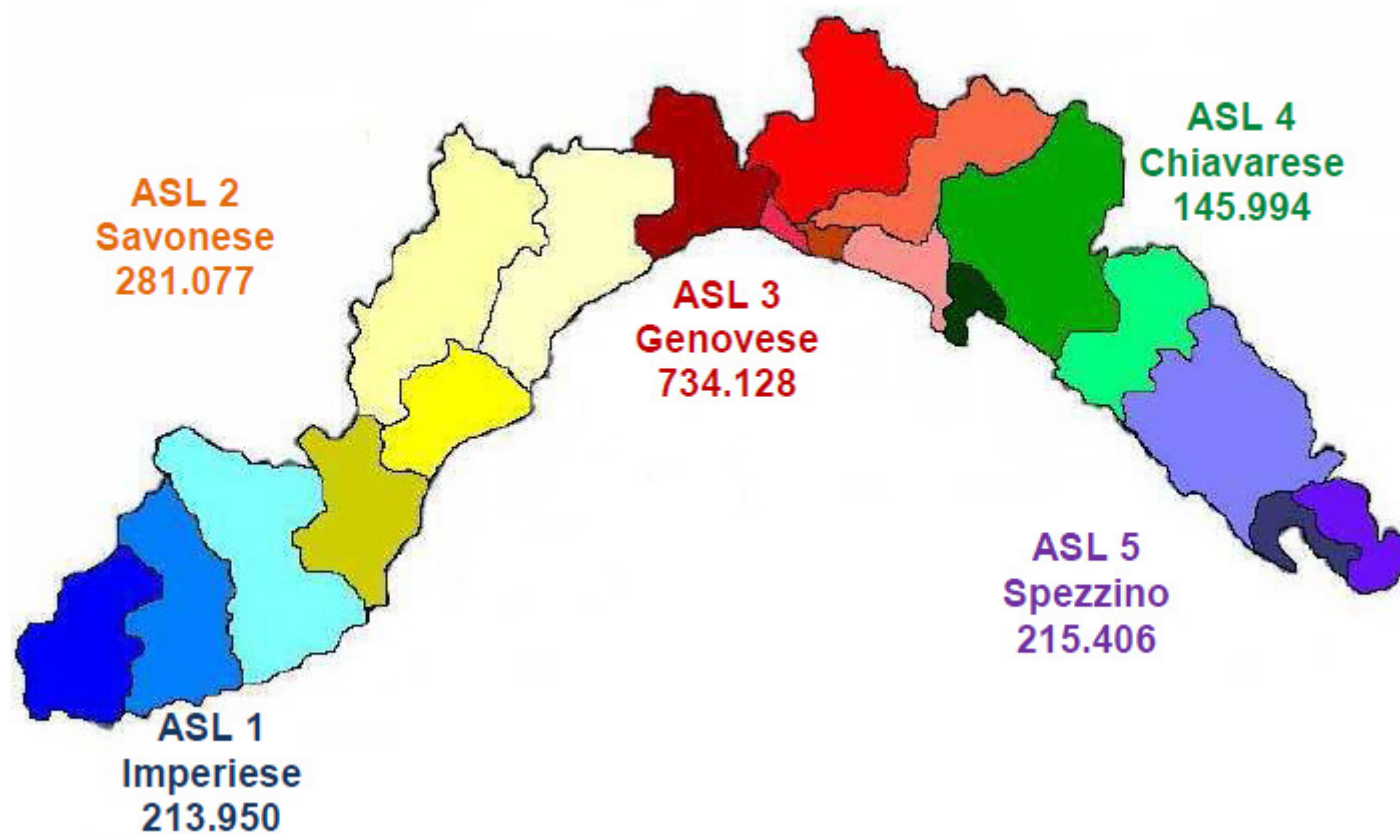 ASL 4
Chiavarese
145.994
ASL 2
Savonese
281.077
ASL 3
Genovese
734.128
ASL 5
Spezzino
215.406
ASL 1
Imperiese
213.950